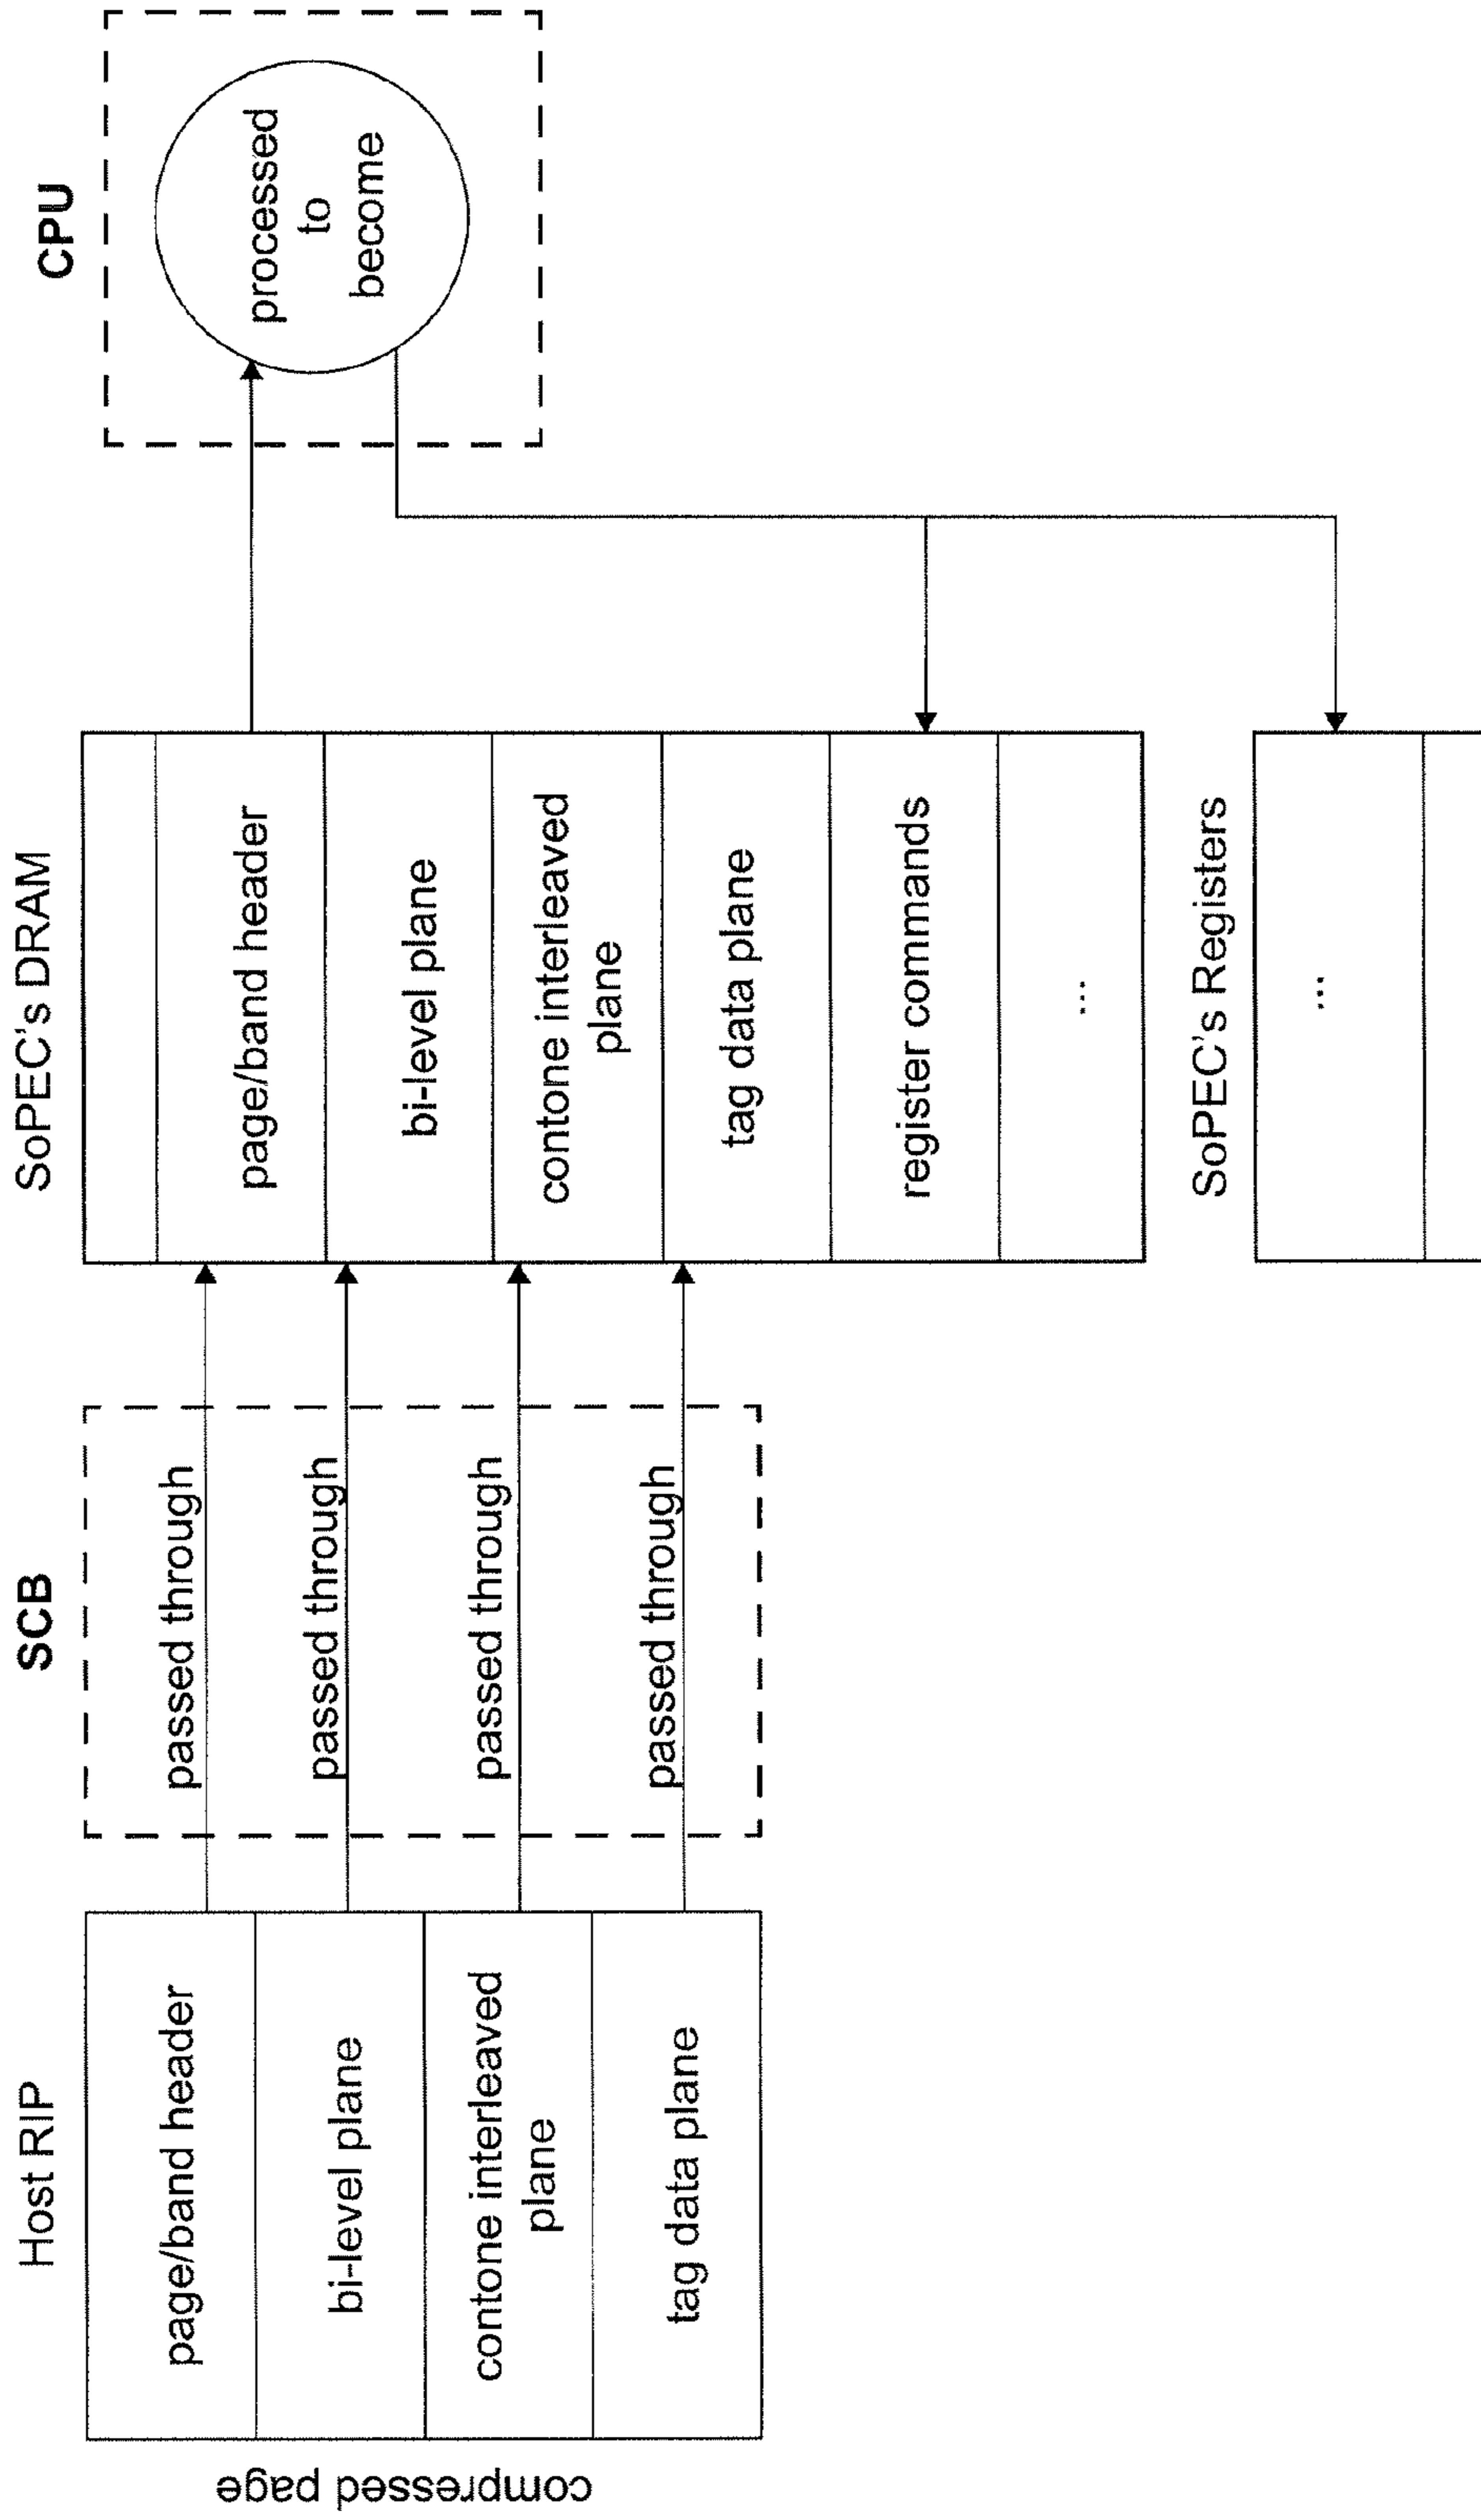 compressed page
Host RIP
page/band header
bi-level plane
contone interleaved
plane
tag data plane
SCB
passed through
passed through
passed through
passed through
SoPEC's DRAM
page/band header
bi-level plane
contone interleaved
plane
tag data plane
register commands
...
SoPEC's Registers
...
CPU
processed
to
become